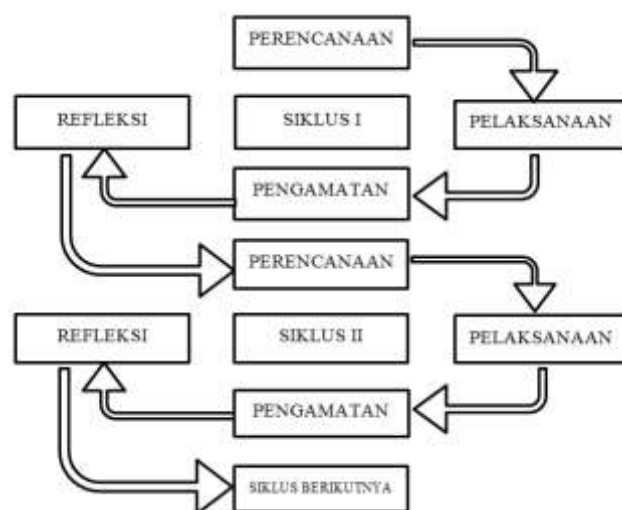 PERENCANAAN
REFLEKSI
SIKLUS I
PELAKSANAAN
PENGAMATAN
PERENCANAAN
REFLEKSI
SIKLUS II
PELAKSANAAN
PENGAMATAN
SIKLUS BERIKUTNYA